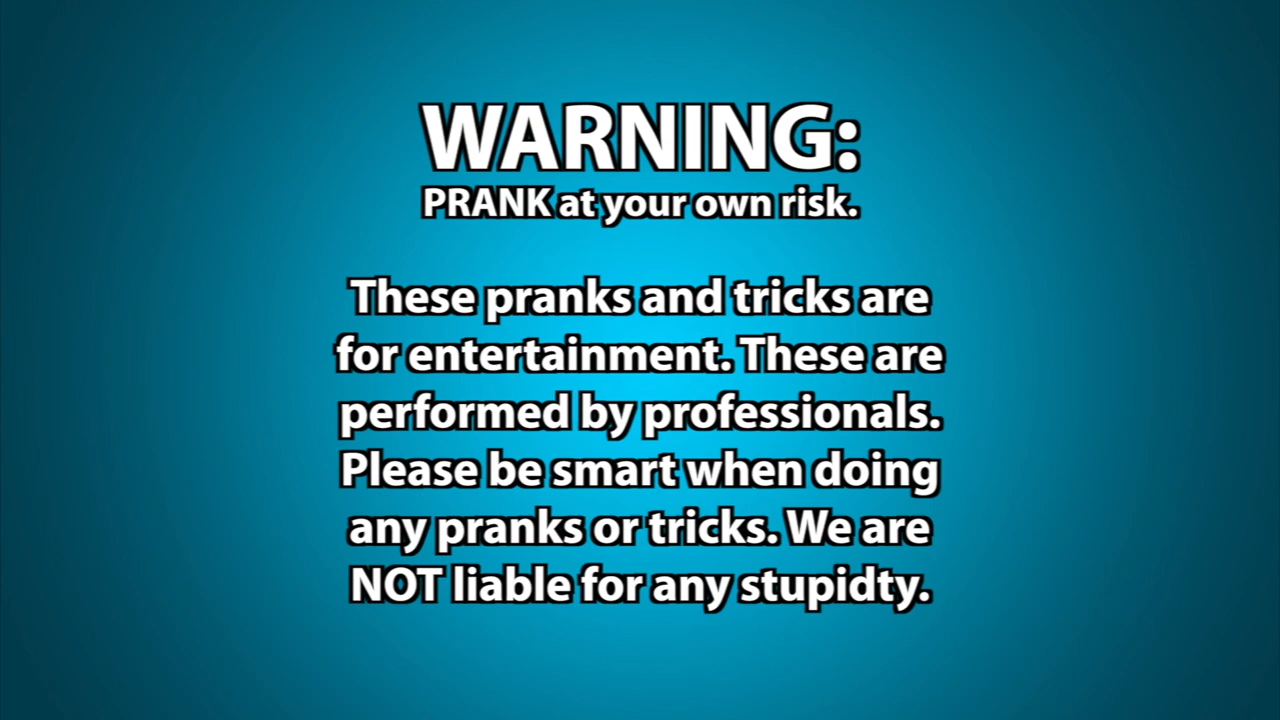 WARNING:
PRANK at your own risk.
These pranks and tricks are
for entertainment. These are
performed by professionals.
Please be smart when doing
any pranks or tricks. We are
NOT liable for any stupidty.